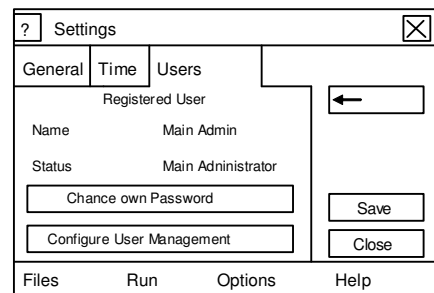 ? Settings
General Time Users
Registered User
Name Main Admin
Status Main Adninistrator
Chance own Password
Save
Configure User Management
Close
Files Run Options Help